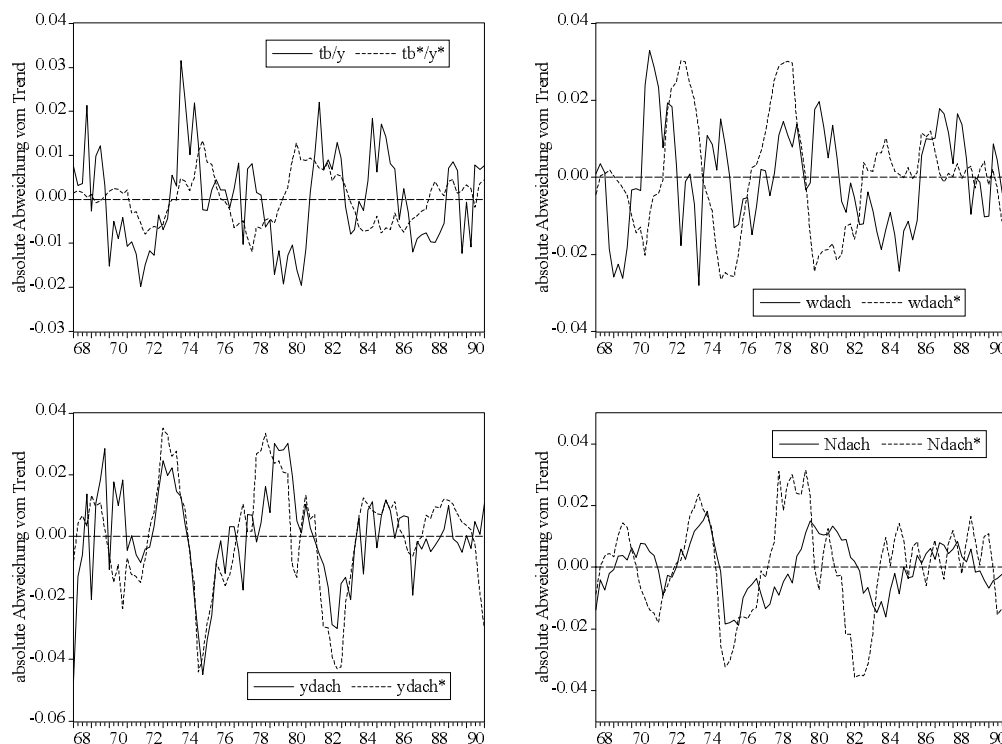 absolute Abweichung vom Trend
0.04
0.03
0.02
0.01
0.00
-0.01
-0.02
-0.03
tb/y tb*/y*
68 70 72 74 76 78 80 82 84 86 88 90
absolute Abweichung vom Trend
0.04
0.02
0.00
-0.02
-0.04
wdach wdach*
68 70 72 74 76 78 80 82 84 86 88 90
absolute Abweichung vom Trend
0.04
0.02
0.00
-0.02
-0.04
-0.06
ydach ydach*
68 70 72 74 76 78 80 82 84 86 88 90
absolute Abweichung vom Trend
0.04
0.02
0.00
-0.02
-0.04
Ndach Ndach*
68 70 72 74 76 78 80 82 84 86 88 90